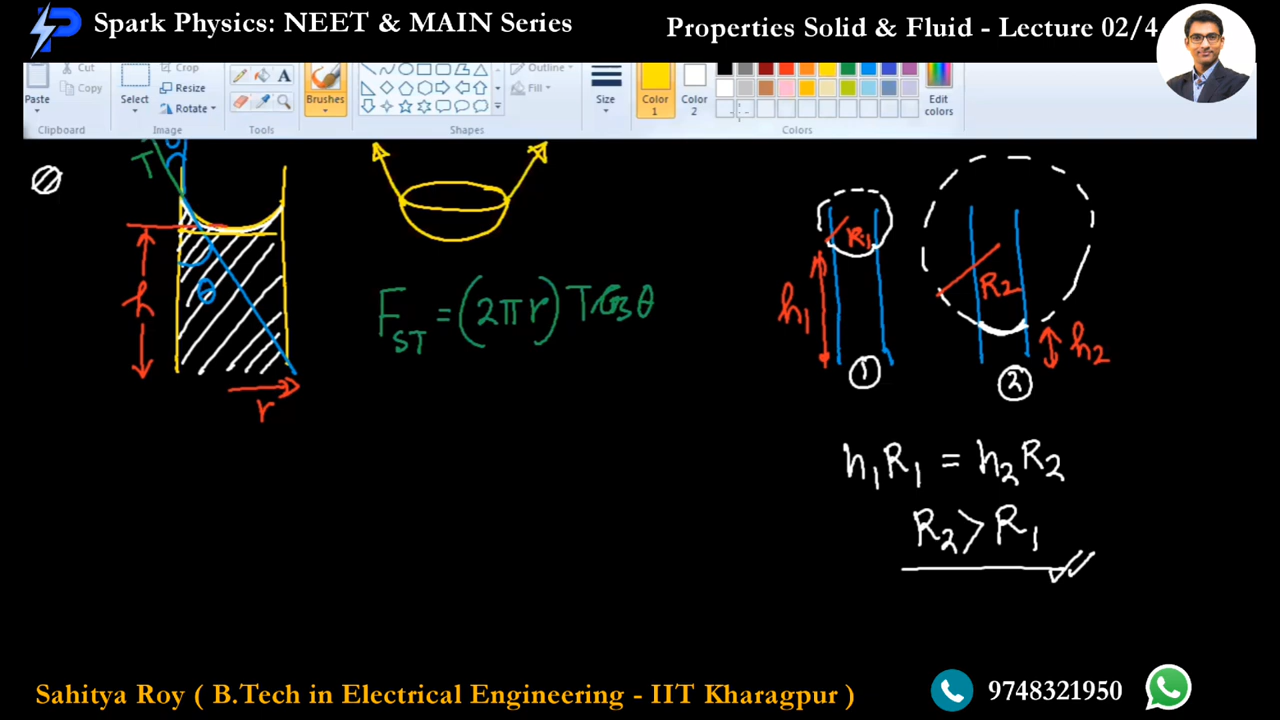 Spark Physics: NEET & MAIN Series
Properties Solid & Fluid - Lecture 02/4
Paste
Cut
Copy
Clipboard
Select
Crop
Resize
Rotate
Image
A
Tools
Brushes
Outline
Fill
Shapes
Size
Color 1
Color 2
Edit colors
Colors
T
θ
h
r
F_ST = (2πr) T cos θ
R1
h1
①
R2
h2
②
h1R1 = h2R2
R2 > R1
Sahitya Roy ( B.Tech in Electrical Engineering - IIT Kharagpur )
9748321950